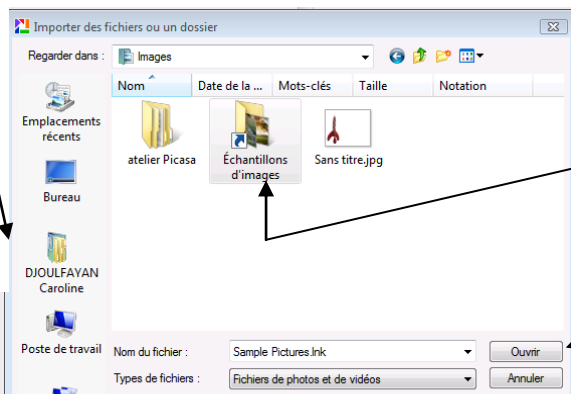 Importer des fichiers ou un dossier
Regarder dans :
Images
Nom
Date de la ...
Mots-clés
Taille
Notation
Emplacements
récents
Bureau
DJOULFAYAN
Caroline
Poste de travail
atelier Picasa
Échantillons
d'images
Sans titre.jpg
Nom du fichier :
Sample Pictures.lnk
Ouvrir
Types de fichiers :
Fichiers de photos et de vidéos
Annuler